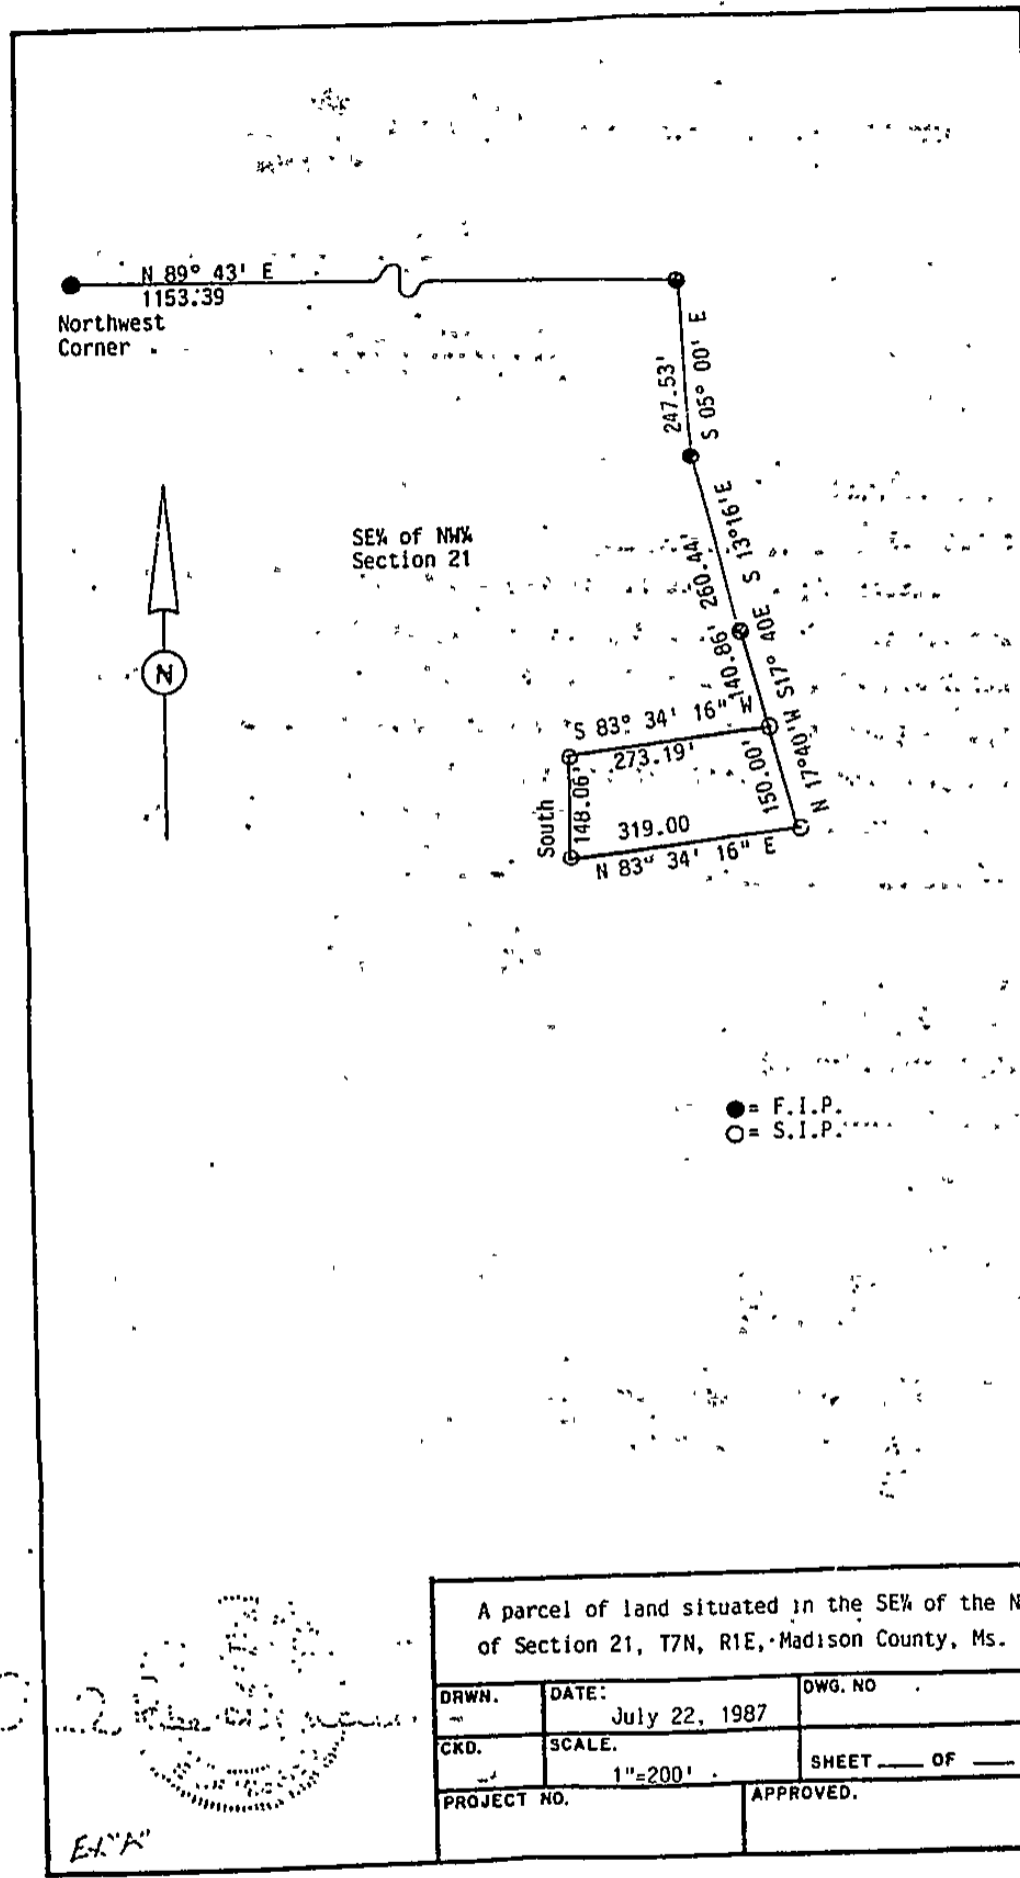 N 89° 43' E
1153.39
Northwest
Corner
247.53'
S 05° 00' E
SE¼ of NW¼
Section 21
260.44'
S 13°16'E
140.86'
S17° 40E
N
S 83° 34' 16" W
273.19'
150.00'
N 17°40'W
South
148.06'
319.00
N 83° 34' 16" E
●= F.I.P.
○= S.I.P.
A parcel of land situated in the SE¼ of the N
of Section 21, T7N, R1E, Madison County, Ms.
DRWN.
DATE:
July 22, 1987
DWG. NO
CKD.
SCALE.
1"=200'
SHEET ___ OF ___
PROJECT NO.
APPROVED.
Ex."A"